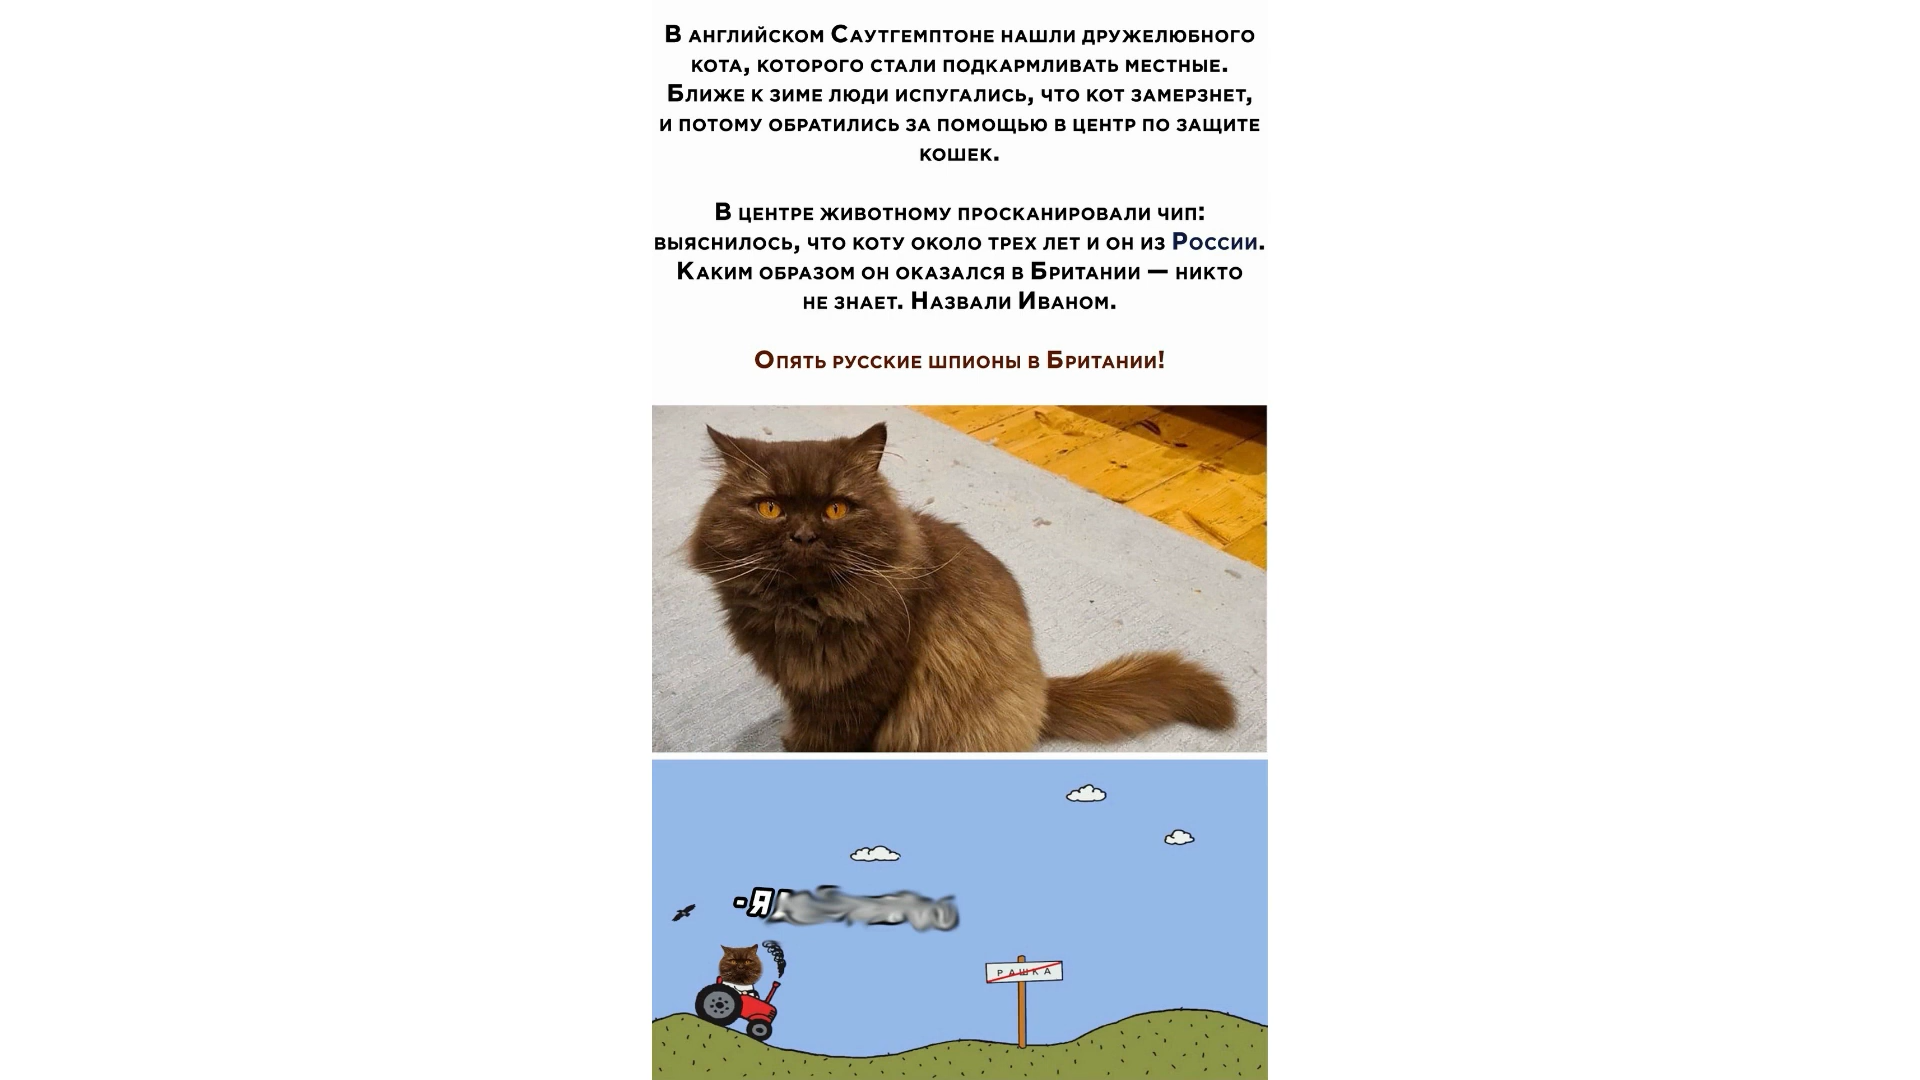 В английском Саутгемптоне нашли дружелюбного
кота, которого стали подкармливать местные.
Ближе к зиме люди испугались, что кот замерзнет,
и потому обратились за помощью в центр по защите
кошек.
В центре животному просканировали чип:
выяснилось, что коту около трех лет и он из России.
Каким образом он оказался в Британии — никто
не знает. Назвали Иваном.
Опять русские шпионы в Британии!
-Я
РАШКА